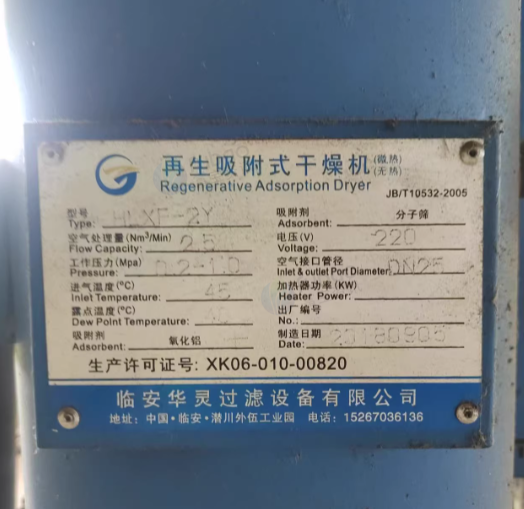 再生吸附式干燥机(微热)(无热)
Regenerative Adsorption Dryer
JB/T10532-2005
型号
Type: HLXF-2Y
空气处理量(Nm³/Min)
Flow Capacity: 2.5
工作压力(Mpa)
Pressure: 0.2-1.0
进气温度(℃)
Inlet Temperature: 45
露点温度(℃)
Dew Point Temperature:
吸附剂
Adsorbent: 氧化铝
吸附剂
Adsorbent: 分子筛
电压(V)
Voltage: 220
空气接口管径
Inlet & outlet Port Diameter: DN25
加热器功率(KW)
Heater Power:
出厂编号
No.:
制造日期
Date: 20180905
生产许可证号: XK06-010-00820
临安华灵过滤设备有限公司
地址: 中国·临安·潜川外伍工业园 电话: 15267036136